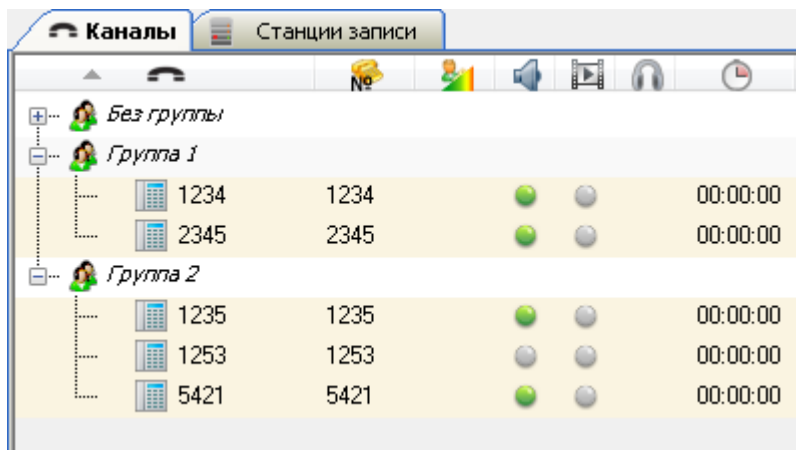 Каналы Станции записи
№
Без группы
Группа 1
1234 1234 00:00:00
2345 2345 00:00:00
Группа 2
1235 1235 00:00:00
1253 1253 00:00:00
5421 5421 00:00:00